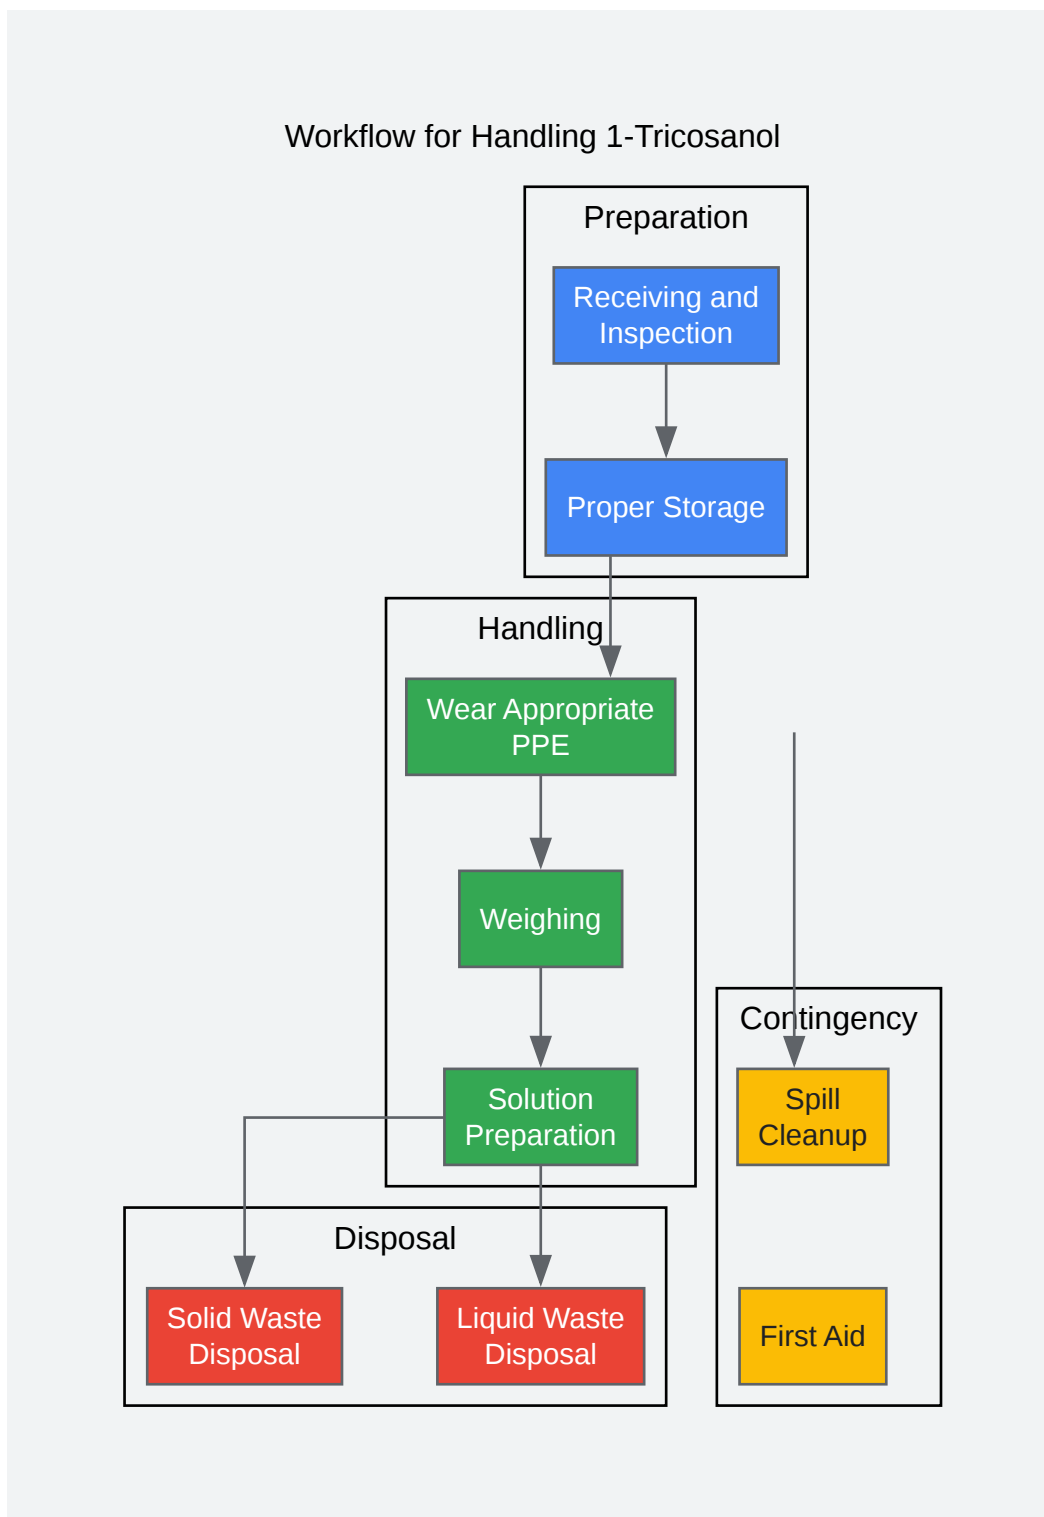 Workflow for Handling 1-Tricosanol
Preparation
Receiving and
Inspection
Proper Storage
Handling
Wear Appropriate
PPE
Weighing
Solution
Preparation
Contingency
Spill
Cleanup
First Aid
Disposal
Solid Waste
Disposal
Liquid Waste
Disposal